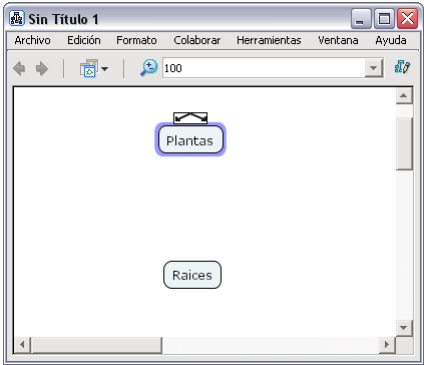 Sin Título 1
Archivo Edición Formato Colaborar Herramientas Ventana Ayuda
100
Plantas
Raices